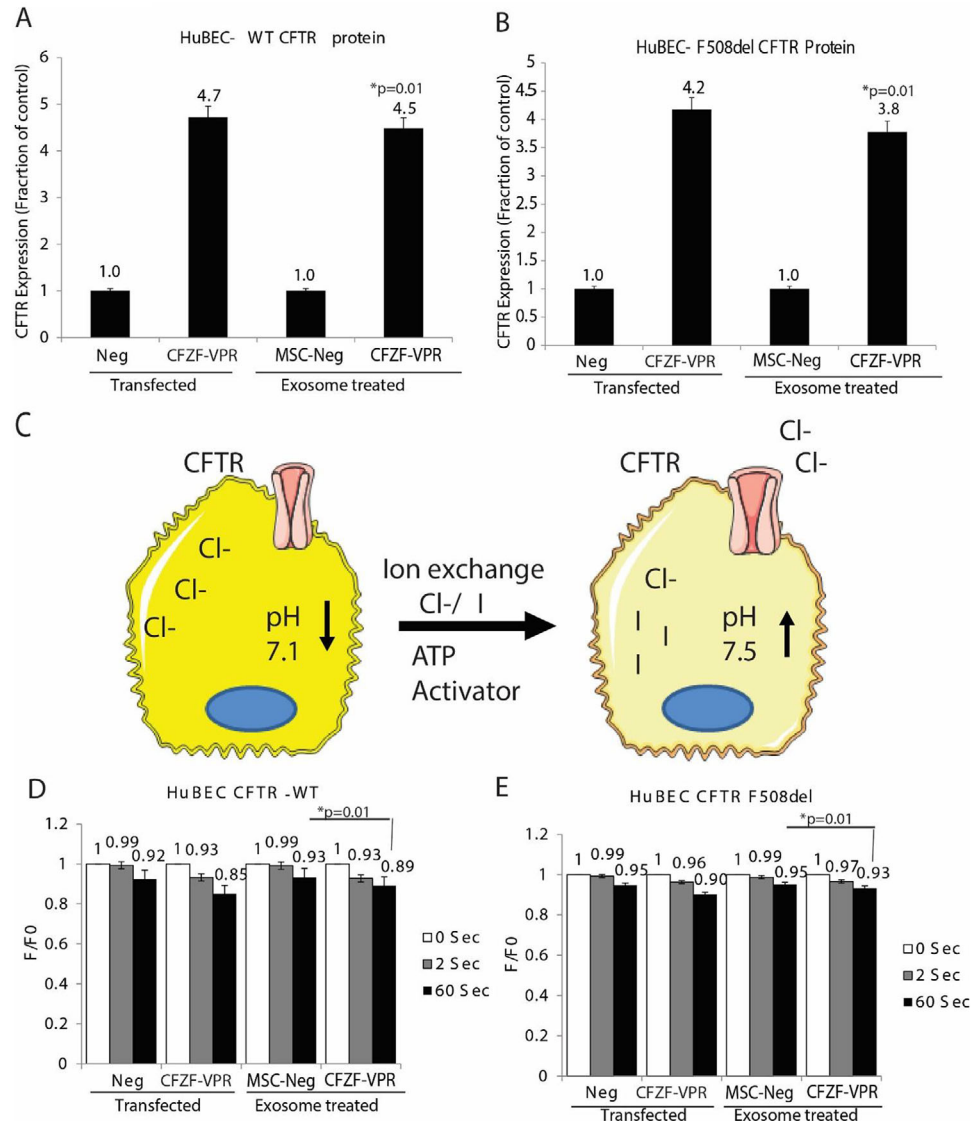 A
HuBEC- WT CFTR protein
CFTR Expression (Fraction of control)
6
5
4
3
2
1
0
1.0
4.7
1.0
*p=0.01
4.5
Neg CFZF-VPR MSC-Neg CFZF-VPR
Transfected Exosome treated
B
HuBEC- F508del CFTR Protein
CFTR Expression (Fracrtion of control)
5
4.5
4
3.5
3
2.5
2
1.5
1
0.5
0
1.0
4.2
1.0
*p=0.01
3.8
Neg CFZF-VPR MSC-Neg CFZF-VPR
Transfected Exosome treated
C
CFTR
Cl-
Cl-
Cl-
pH
7.1
Ion exchange
Cl-/ I
ATP
Activator
CFTR
Cl-
Cl-
Cl-
I
I
I
pH
7.5
D
HuBEC CFTR -WT
*p=0.01
F/F0
1.2
1
0.8
0.6
0.4
0.2
0
1 0.99 0.92 1 0.93 0.85 1 0.99 0.93 1 0.93 0.89
0 Sec
2 Sec
60 Sec
Neg CFZF-VPR MSC-Neg CFZF-VPR
Transfected Exosome treated
E
HuBEC CFTR F508del
*p=0.01
F/F0
1.2
1
0.8
0.6
0.4
0.2
0
1 0.99 0.95 1 0.96 0.90 1 0.99 0.95 1 0.97 0.93
0 Sec
2 Sec
60 Sec
Neg CFZF-VPR MSC-Neg CFZF-VPR
Transfected Exosome treated